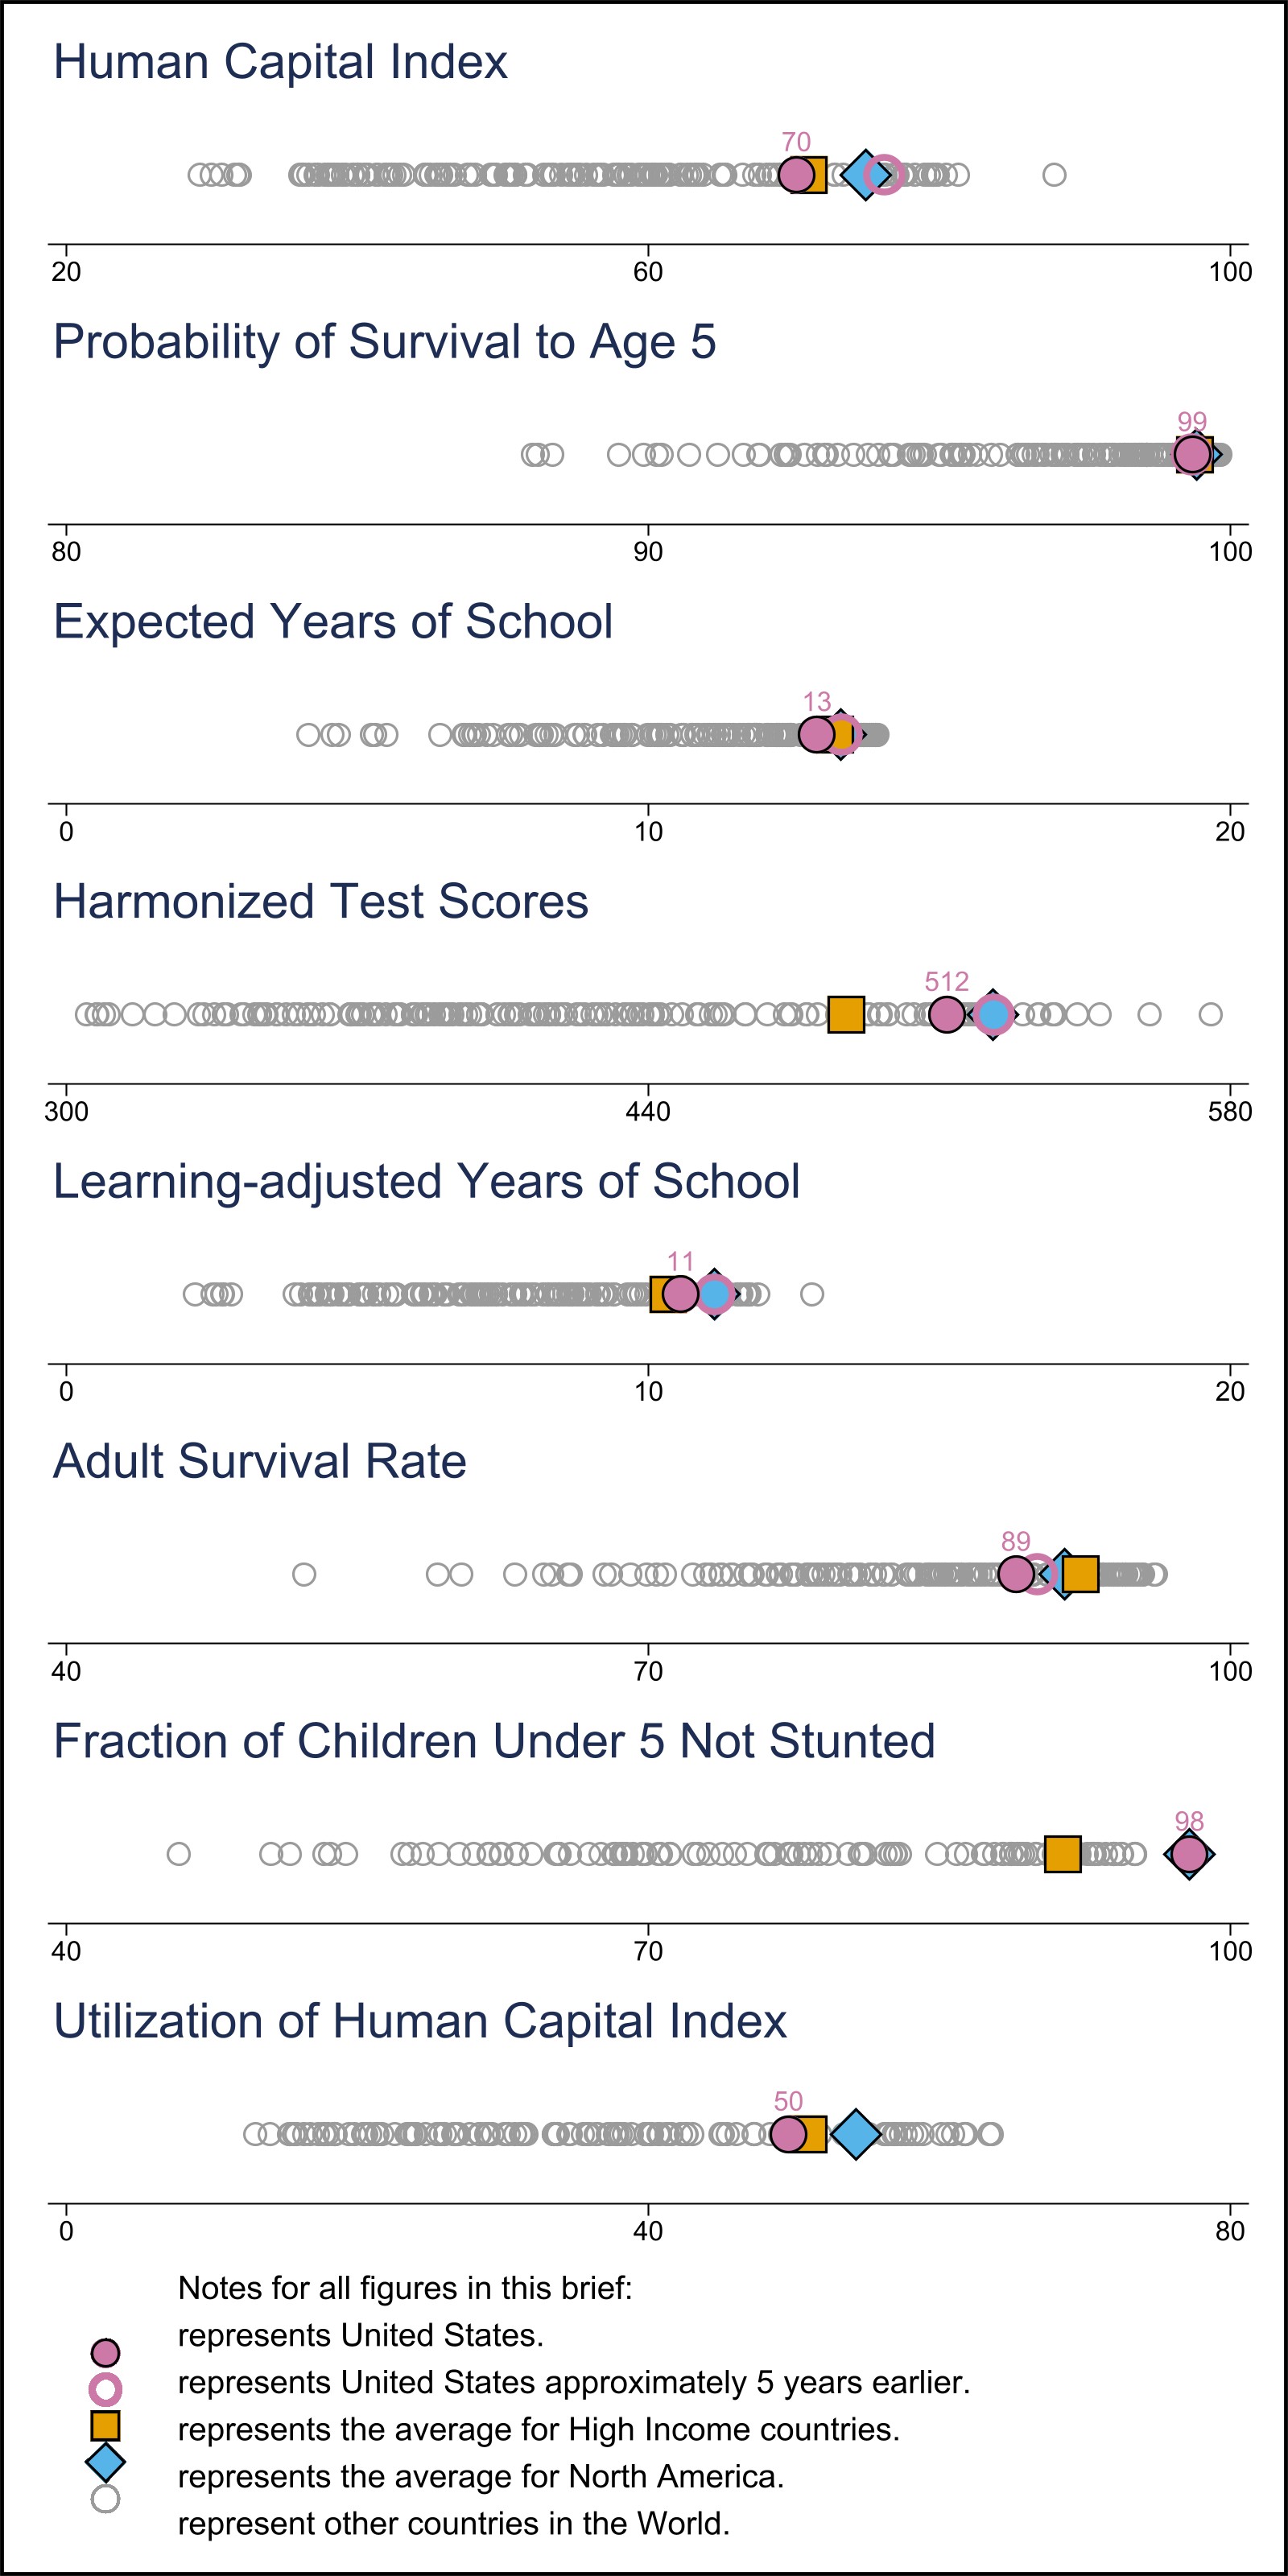 Human Capital Index
70
20 60 100
Probability of Survival to Age 5
99
80 90 100
Expected Years of School
13
0 10 20
Harmonized Test Scores
512
300 440 580
Learning-adjusted Years of School
11
0 10 20
Adult Survival Rate
89
40 70 100
Fraction of Children Under 5 Not Stunted
98
40 70 100
Utilization of Human Capital Index
50
0 40 80
Notes for all figures in this brief:
represents United States.
represents United States approximately 5 years earlier.
represents the average for High Income countries.
represents the average for North America.
represent other countries in the World.